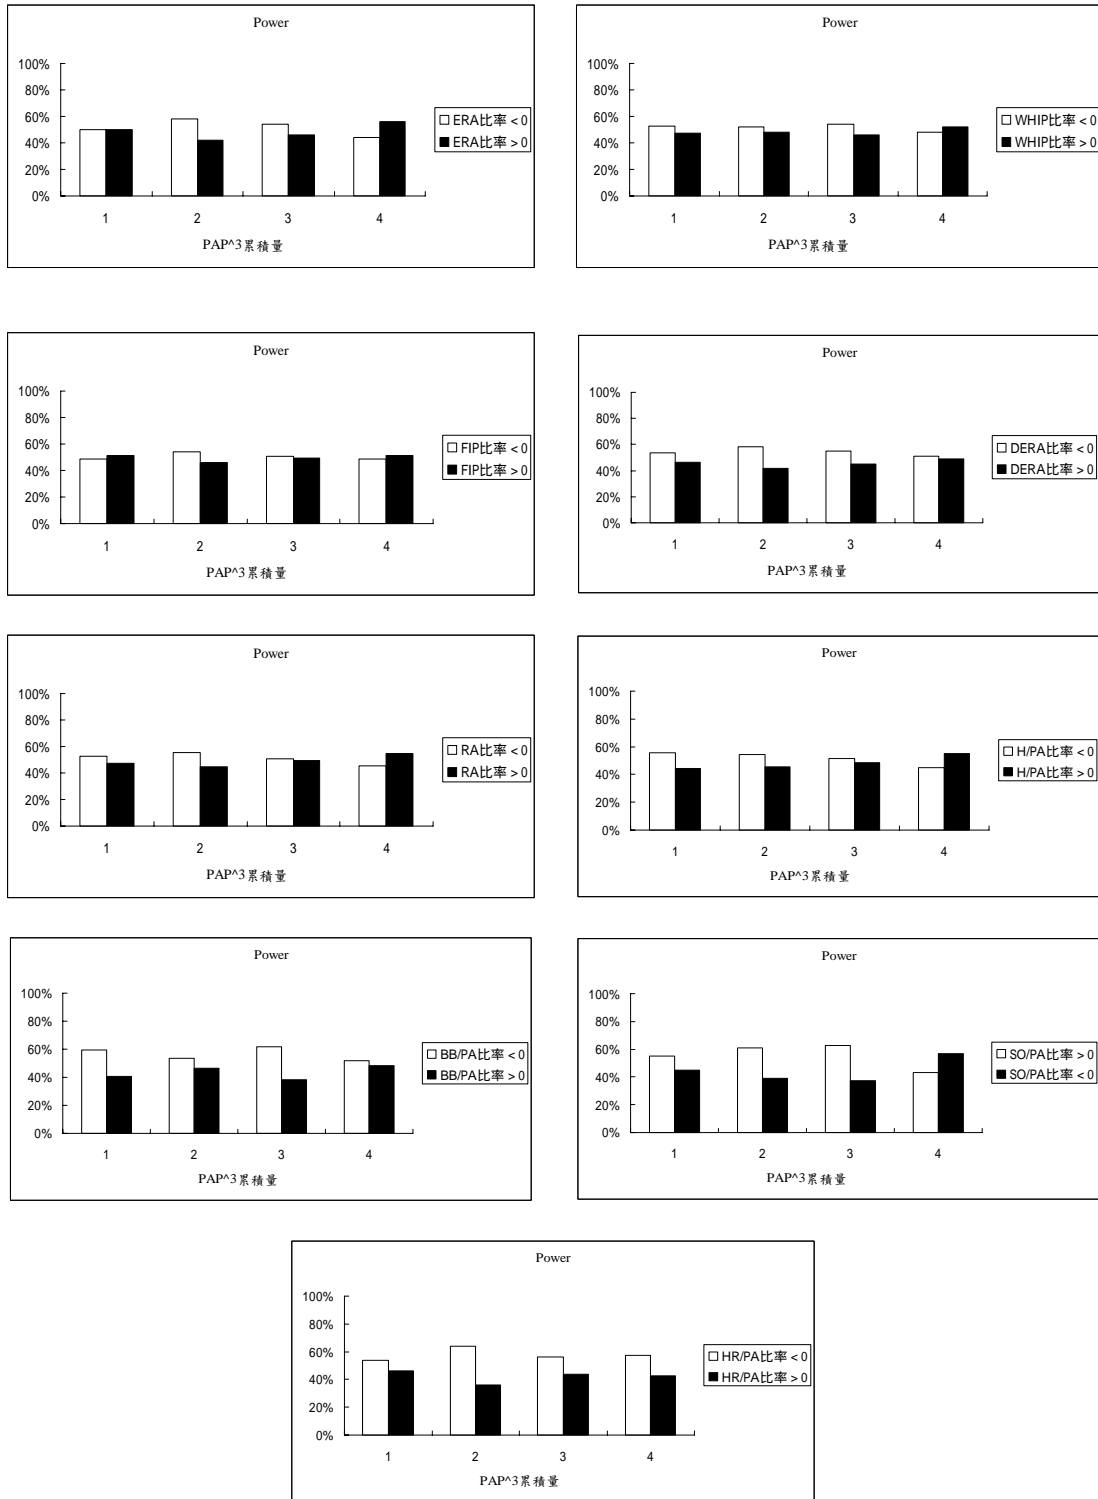 Power
100%
80%
60%
40%
20%
0%
1 2 3 4
PAP^3累積量
ERA比率 < 0
ERA比率 > 0
Power
100%
80%
60%
40%
20%
0%
1 2 3 4
PAP^3累積量
WHIP比率 < 0
WHIP比率 > 0
Power
100%
80%
60%
40%
20%
0%
1 2 3 4
PAP^3累積量
FIP比率 < 0
FIP比率 > 0
Power
100%
80%
60%
40%
20%
0%
1 2 3 4
PAP^3累積量
DERA比率 < 0
DERA比率 > 0
Power
100%
80%
60%
40%
20%
0%
1 2 3 4
PAP^3累積量
RA比率 < 0
RA比率 > 0
Power
100%
80%
60%
40%
20%
0%
1 2 3 4
PAP^3累積量
H/PA比率 < 0
H/PA比率 > 0
Power
100%
80%
60%
40%
20%
0%
1 2 3 4
PAP^3累積量
BB/PA比率 < 0
BB/PA比率 > 0
Power
100%
80%
60%
40%
20%
0%
1 2 3 4
PAP^3累積量
SO/PA比率 > 0
SO/PA比率 < 0
Power
100%
80%
60%
40%
20%
0%
1 2 3 4
PAP^3累積量
HR/PA比率 < 0
HR/PA比率 > 0